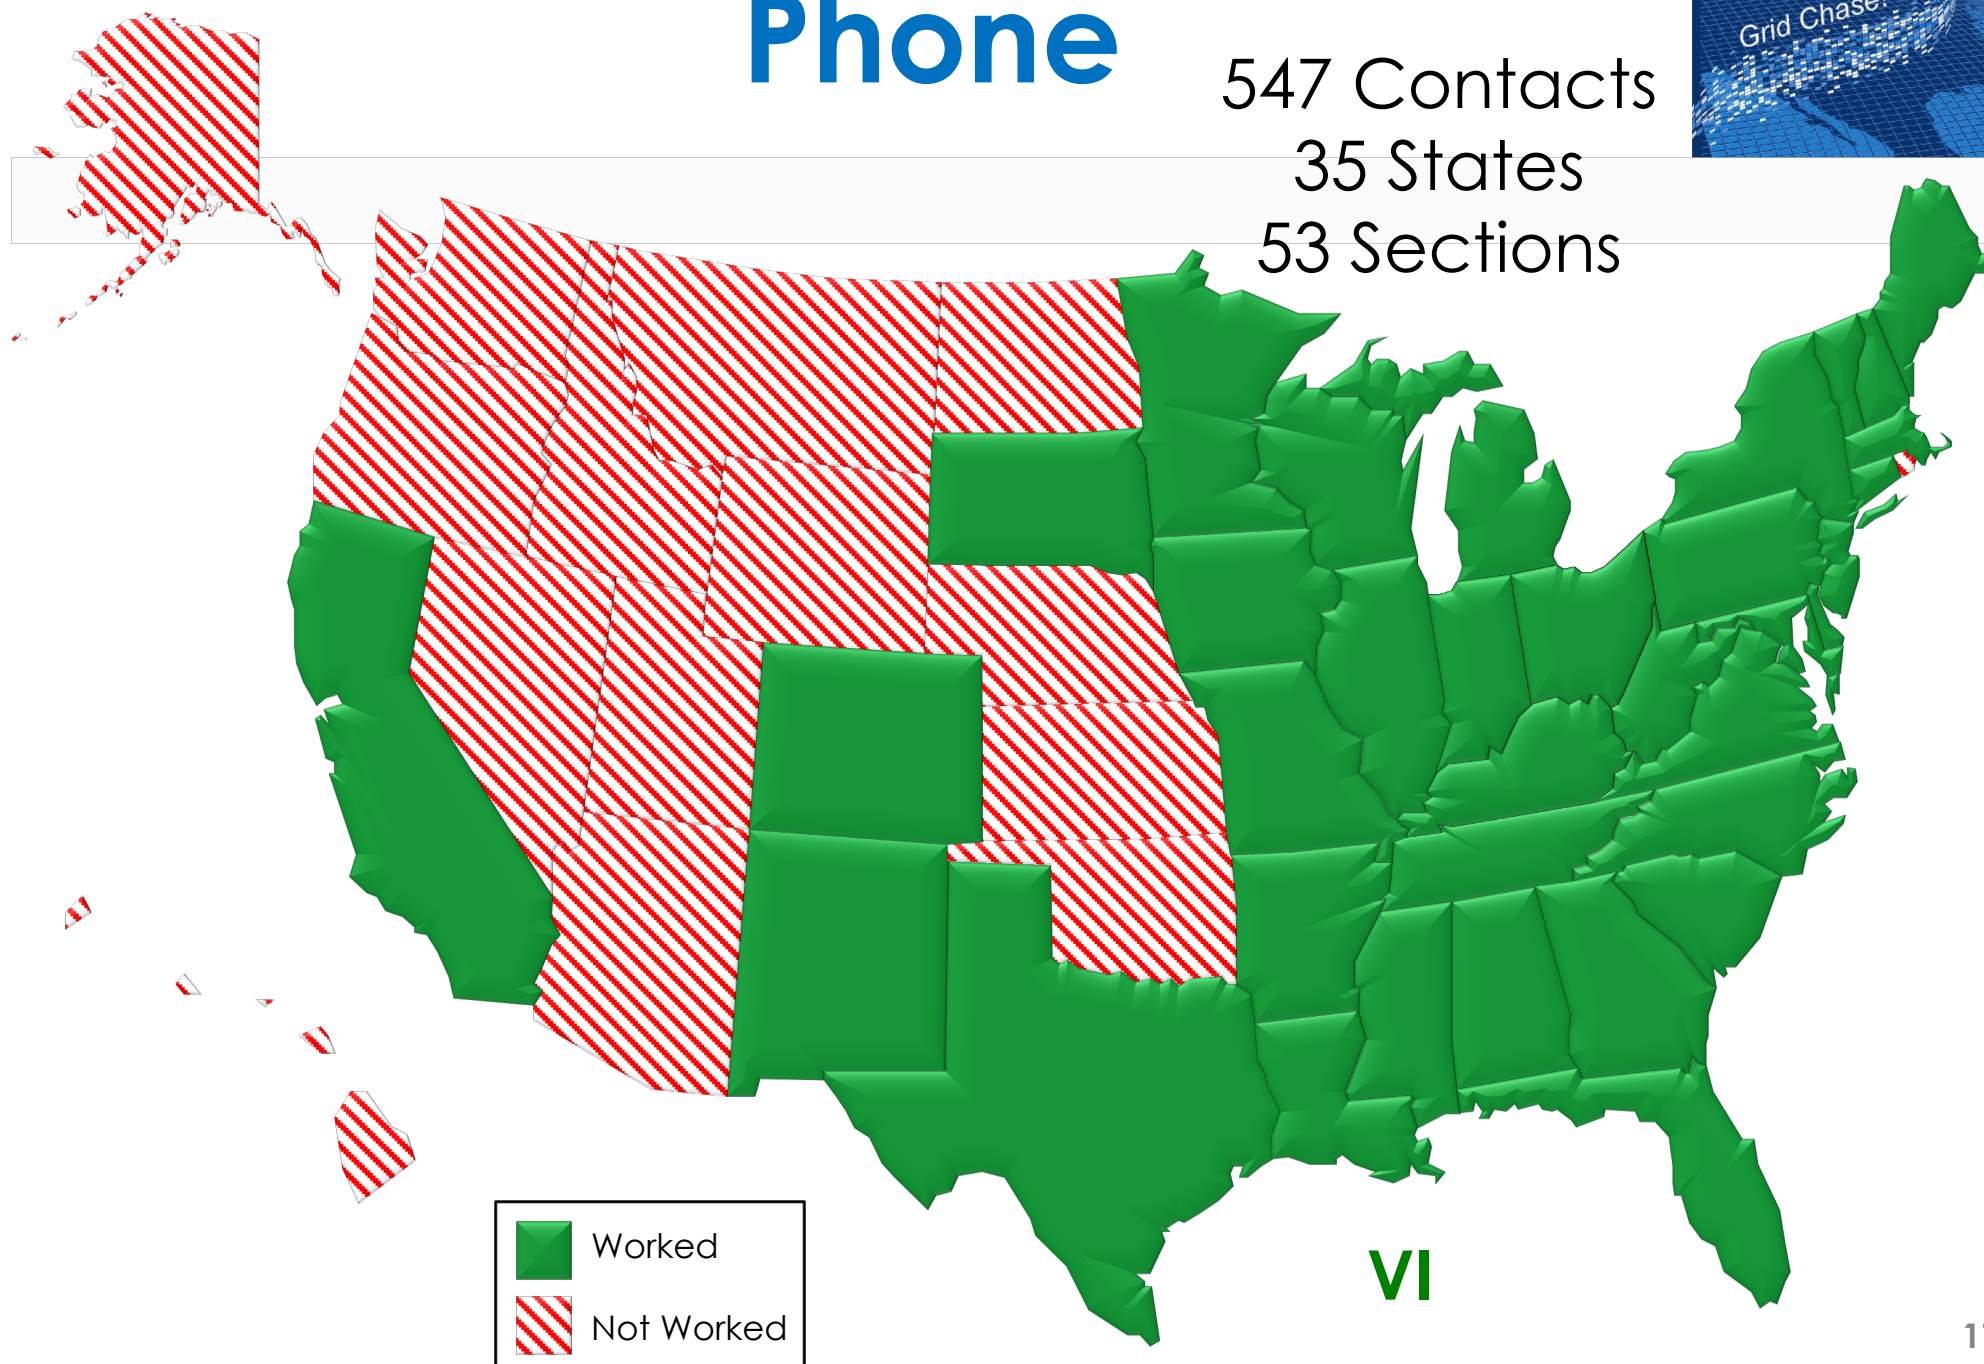 Phone
Grid Chase!
547 Contacts
35 States
53 Sections
Worked
Not Worked
VI